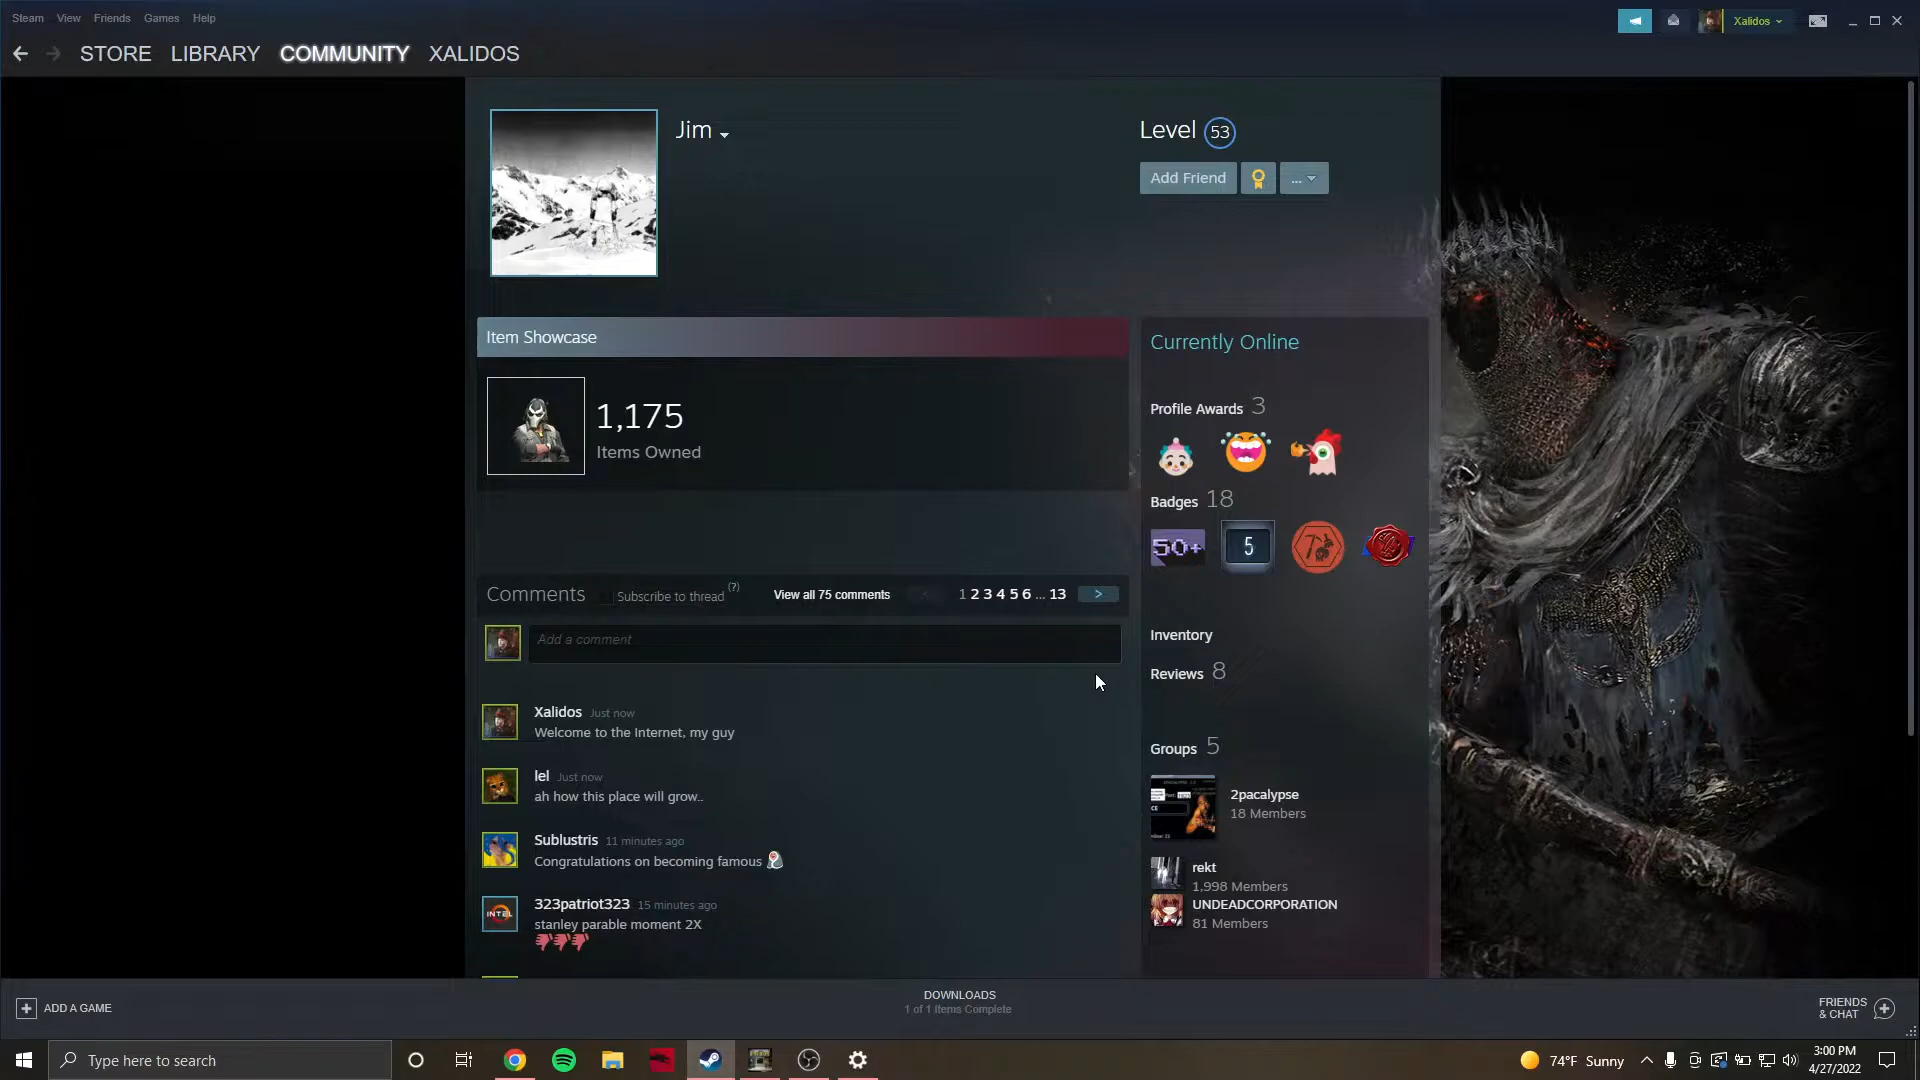 Steam View Friends Games Help
Xalidos
STORE LIBRARY COMMUNITY XALIDOS
Jim
Level 53
Add Friend
...
Item Showcase
1,175
Items Owned
Currently Online
Profile Awards 3
Badges 18
50+
5
Comments Subscribe to thread (?) View all 75 comments < 1 2 3 4 5 6 ... 13 >
Add a comment
Xalidos Just now
Welcome to the Internet, my guy
lel Just now
ah how this place will grow..
Sublustris 11 minutes ago
Congratulations on becoming famous
INTEL
323patriot323 15 minutes ago
stanley parable moment 2X
Inventory
Reviews 8
Groups 5
2pacalypse
18 Members
rekt
1,998 Members
UNDEADCORPORATION
81 Members
ADD A GAME
DOWNLOADS
1 of 1 Items Complete
FRIENDS
& CHAT
Type here to search
74°F Sunny
3:00 PM
4/27/2022